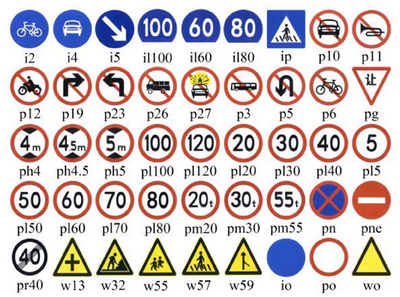 100 60 80
i2 i4 i5 il100 il60 il80 ip p10 p11
p12 p19 p23 p26 p27 p3 p5 p6 pg
让
4m 4.5m 5m 100 120 20 30 40 5
ph4 ph4.5 ph5 pl100 pl120 pl20 pl30 pl40 pl5
50 60 70 80 20t 30t 55t
pl50 pl60 pl70 pl80 pm20 pm30 pm55 pn pne
40
pr40 w13 w32 w55 w57 w59 io po wo